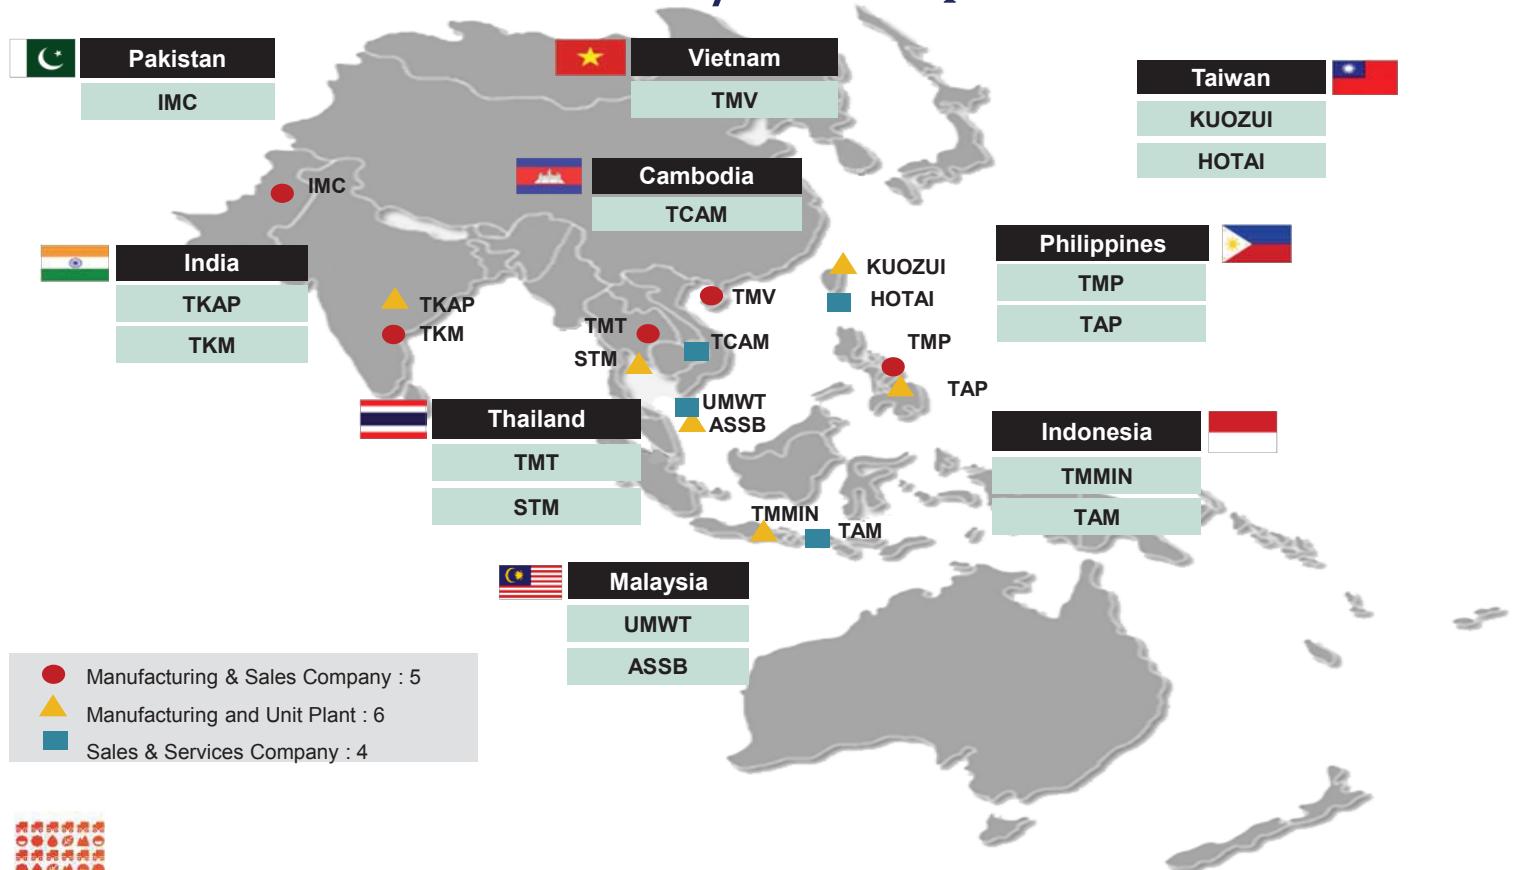 Pakistan
IMC
Vietnam
TMV
Taiwan
KUOZUI
HOTAI
Cambodia
TCAM
IMC
Philippines
TMP
TAP
India
TKAP
TKM
KUOZUI
HOTAI
TKAP
TKM
TMV
TMT
TCAM
STM
TMP
TAP
UMWT
ASSB
Thailand
TMT
STM
Indonesia
TMMIN
TAM
TMMIN
TAM
Malaysia
UMWT
ASSB
Manufacturing & Sales Company : 5
Manufacturing and Unit Plant : 6
Sales & Services Company : 4